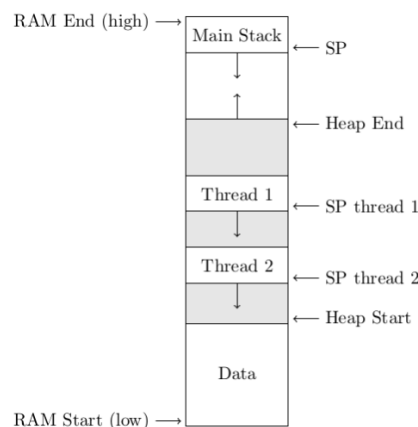 RAM End (high)
Main Stack
SP
Heap End
Thread 1
SP thread 1
Thread 2
SP thread 2
Heap Start
Data
RAM Start (low)